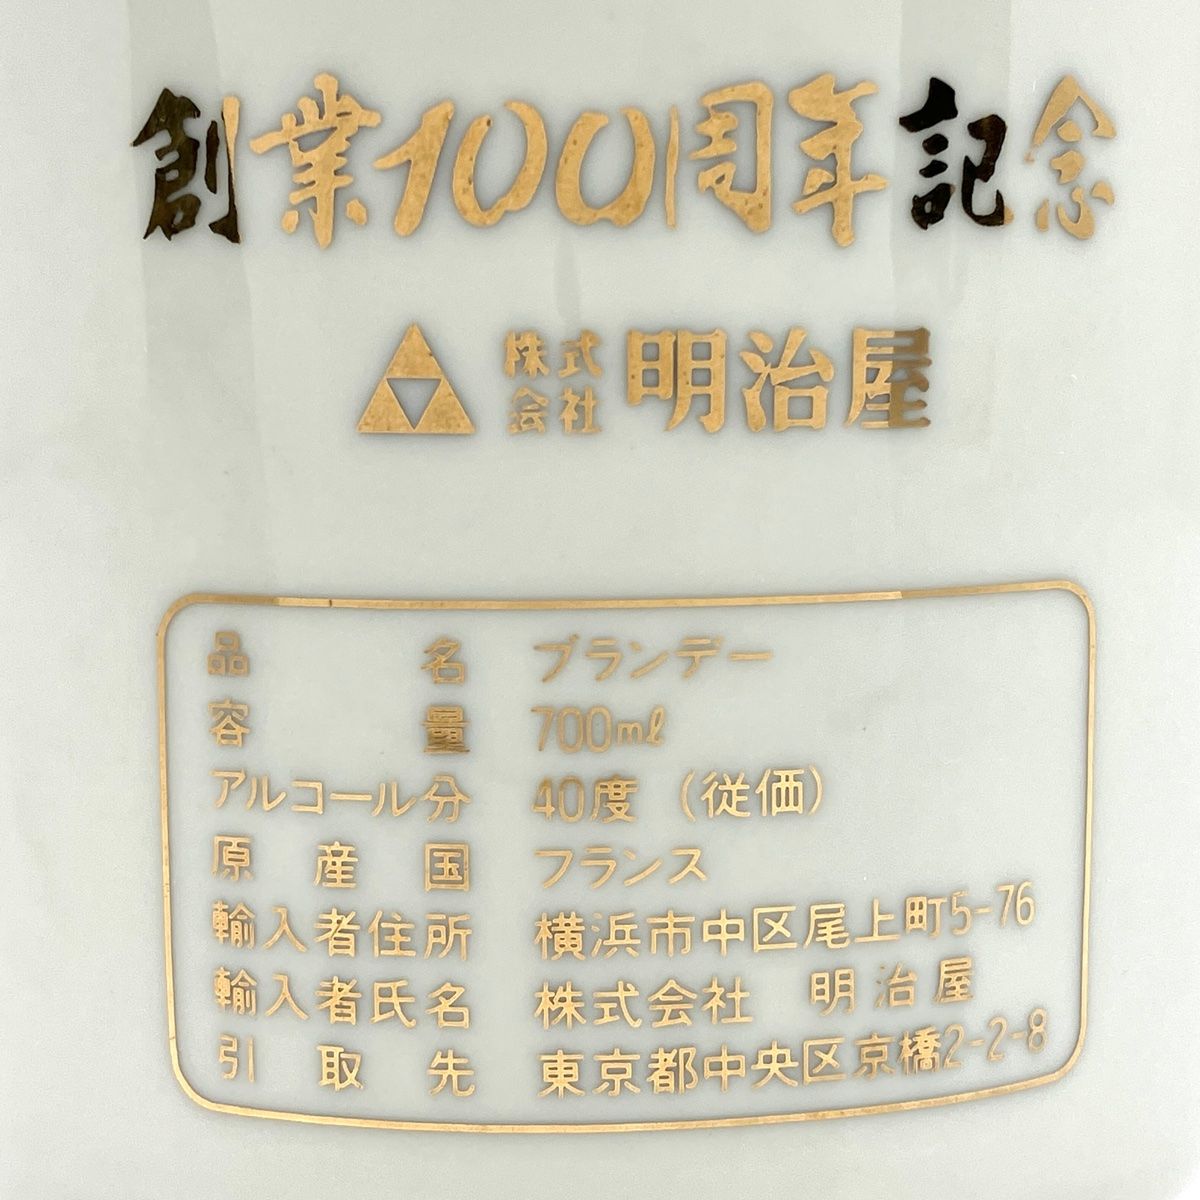 創業100周年記念
株式会社 明治屋
品名 ブランデー
容量 700ml
アルコール分 40度 (従価)
原産国 フランス
輸入者住所 横浜市中区尾上町5-76
輸入者氏名 株式会社 明治屋
引取先 東京都中央区京橋2-2-8